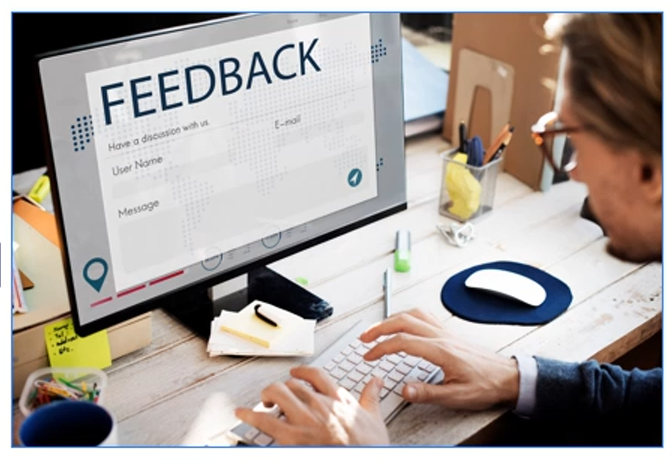 FEEDBACK
Have a discussion with us.
E-mail
User Name
Message